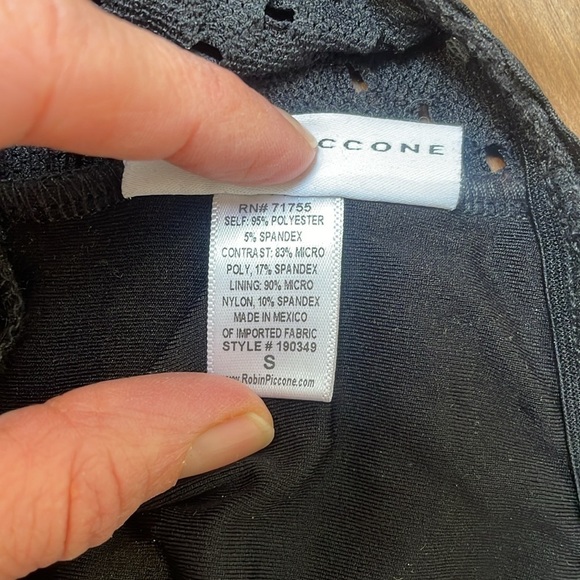 CCONE
RN# 71755
SELF: 95% POLYESTER
5% SPANDEX
CONTRAST: 83% MICRO
POLY, 17% SPANDEX
LINING: 90% MICRO
NYLON, 10% SPANDEX
MADE IN MEXICO
OF IMPORTED FABRIC
STYLE # 190349
S
www.RobinPiccone.com